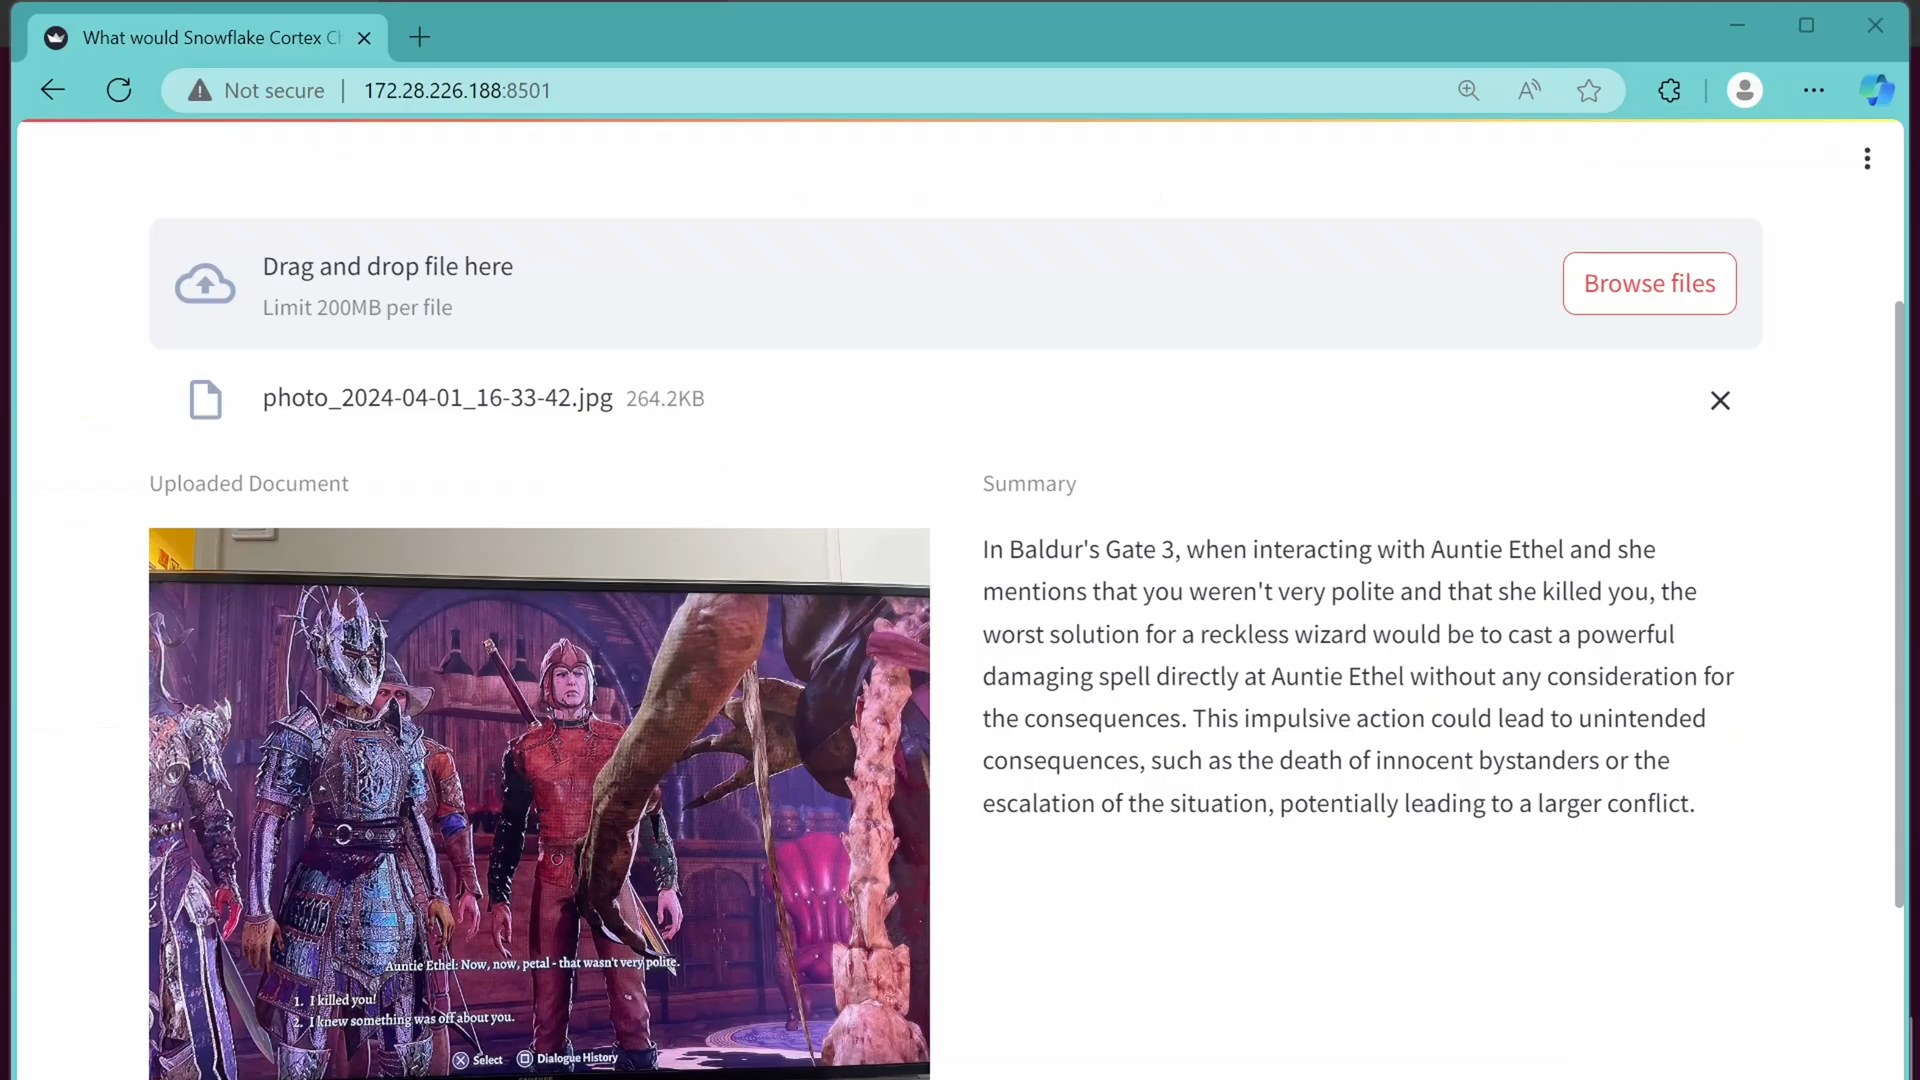 What would Snowflake Cortex Ch
Not secure | 172.28.226.188:8501
Drag and drop file here
Limit 200MB per file
Browse files
photo_2024-04-01_16-33-42.jpg 264.2KB
Uploaded Document
Summary
In Baldur's Gate 3, when interacting with Auntie Ethel and she
mentions that you weren't very polite and that she killed you, the
worst solution for a reckless wizard would be to cast a powerful
damaging spell directly at Auntie Ethel without any consideration for
the consequences. This impulsive action could lead to unintended
consequences, such as the death of innocent bystanders or the
escalation of the situation, potentially leading to a larger conflict.
Auntie Ethel: Now, now, petal - that wasn't very polite.
1. I killed you!
2. I knew something was off about you.
Select Dialogue History